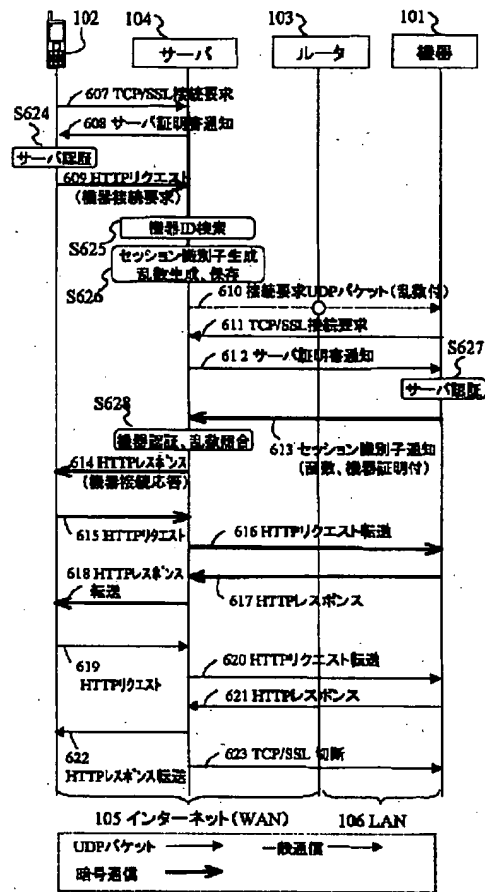 102
104
103
101
サーバ
ルータ
機器
607 TCP/SSL接続要求
S624
608 サーバ証明書通知
サーバ認証
609 HTTPリクエスト
(機器接続要求)
機器ID検索
S625
セッション識別子生成
乱数生成、保存
S626
610 接続要求UDPパケット(乱数付)
611 TCP/SSL接続要求
612 サーバ証明書通知
S627
サーバ認証
S628
機器認証、乱数照合
613 セッション識別子通知
(乱数、機器証明付)
614 HTTPレスポンス
(機器接続応答)
615 HTTPリクエスト
616 HTTPリクエスト転送
618 HTTPレスポンス
転送
617 HTTPレスポンス
619
HTTPリクエスト
620 HTTPリクエスト転送
621 HTTPレスポンス
622
HTTPレスポンス転送
623 TCP/SSL 切断
105 インターネット(WAN)
106 LAN
UDPパケット
一般通信
暗号通信